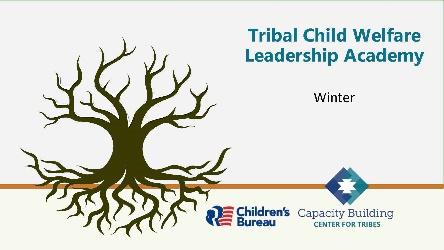 Tribal Child Welfare
Leadership Academy
Winter
Children's
Bureau
Capacity Building
CENTER FOR TRIBES